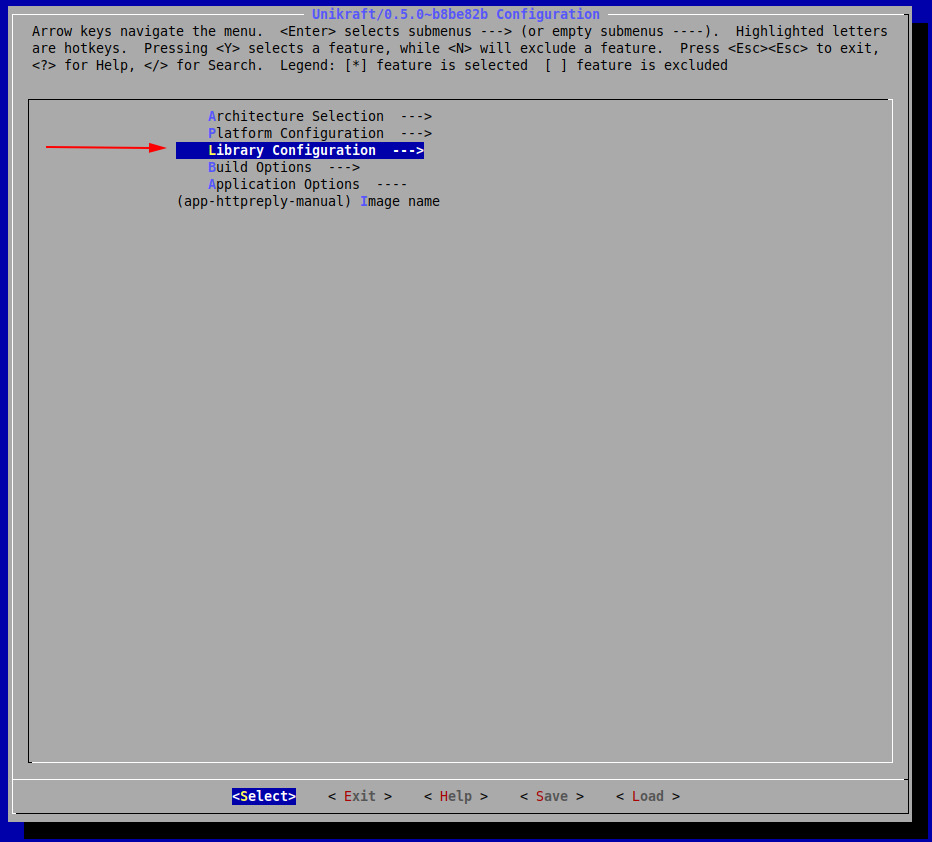 Unikraft/0.5.0~b8be82b Configuration
Arrow keys navigate the menu.  <Enter> selects submenus ---> (or empty submenus ----).  Highlighted letters
are hotkeys.  Pressing <Y> selects a feature, while <N> will exclude a feature.  Press <Esc><Esc> to exit,
<?> for Help, </> for Search.  Legend: [*] feature is selected  [ ] feature is excluded
Architecture Selection  --->
Platform Configuration  --->
Library Configuration  --->
Build Options  --->
Application Options  ----
(app-httpreply-manual) Image name
<Select>    < Exit >    < Help >    < Save >    < Load >